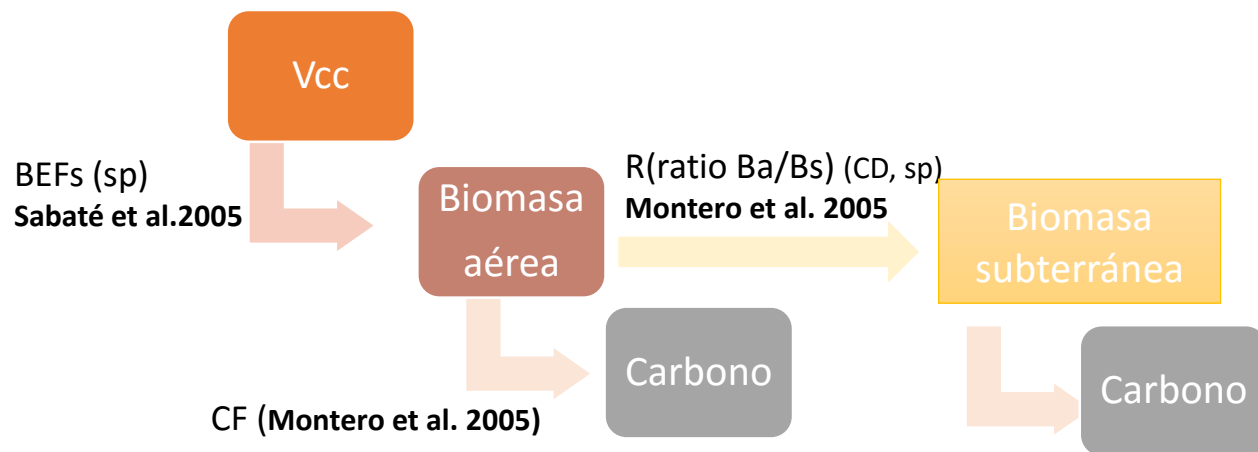 Vcc
BEFs (sp)
Sabaté et al.2005
Biomasa
aérea
R(ratio Ba/Bs) (CD, sp)
Montero et al. 2005
Biomasa
subterránea
Carbono
CF (Montero et al. 2005)
Carbono